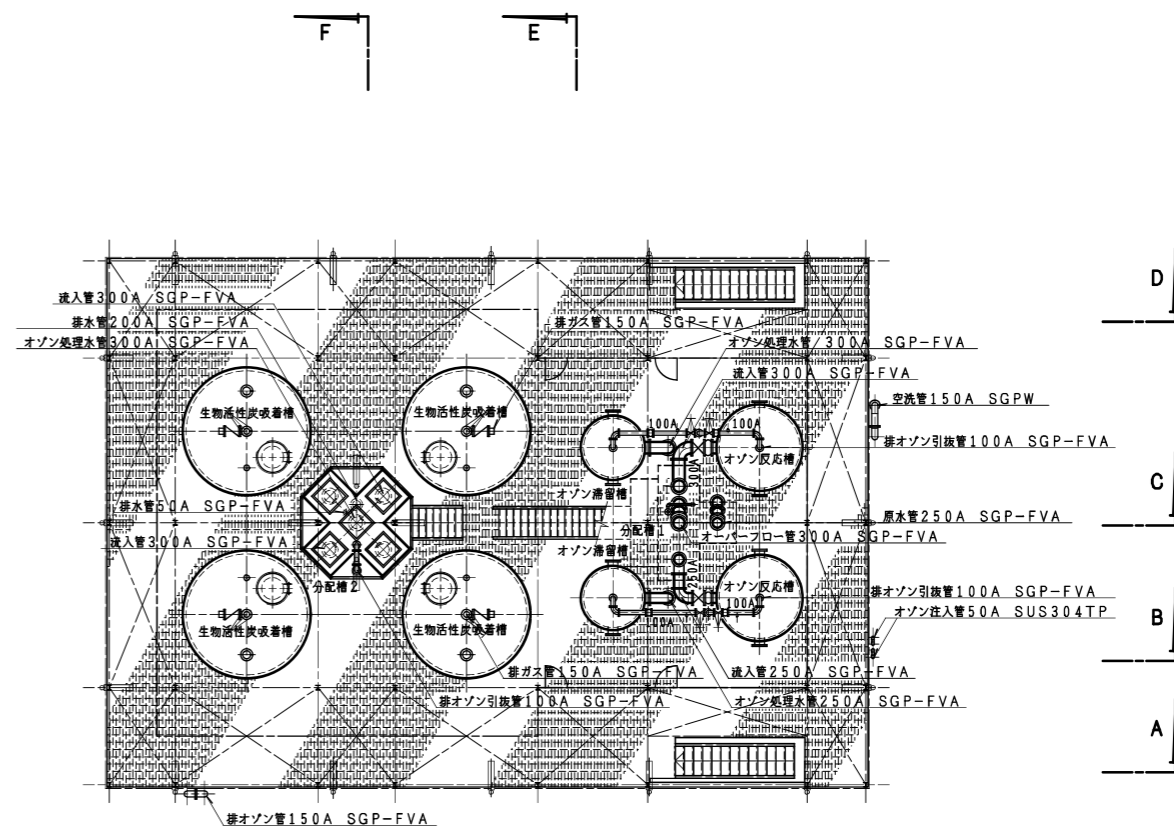 F
E
D
流入管300A SGP-FVA
排水管200A SGP-FVA
排ガス管150A SGP-FVA
オゾン処理水管300A SGP-FVA
オゾン処理水管 300A SGP-FVA
流入管300A SGP-FVA
空洗管150A SGPW
生物活性炭吸着槽
生物活性炭吸着槽
100A
100A
排オゾン引抜管100A SGP-FVA
オゾン反応槽
300A
C
オゾン滞留槽
排水管50A SGP-FVA
分配槽1
原水管250A SGP-FVA
オーバーフロー管300A SGP-FVA
流入管300A SGP-FVA
オゾン滞留槽
250A
分配槽2
オゾン反応槽
排オゾン引抜管100A SGP-FVA
100A
オゾン注入管50A SUS304TP
100A
B
生物活性炭吸着槽
生物活性炭吸着槽
排ガス管150A SGP-FVA
流入管250A SGP-FVA
排オゾン引抜管100A SGP-FVA
オゾン処理水管250A SGP-FVA
A
排オゾン管150A SGP-FVA